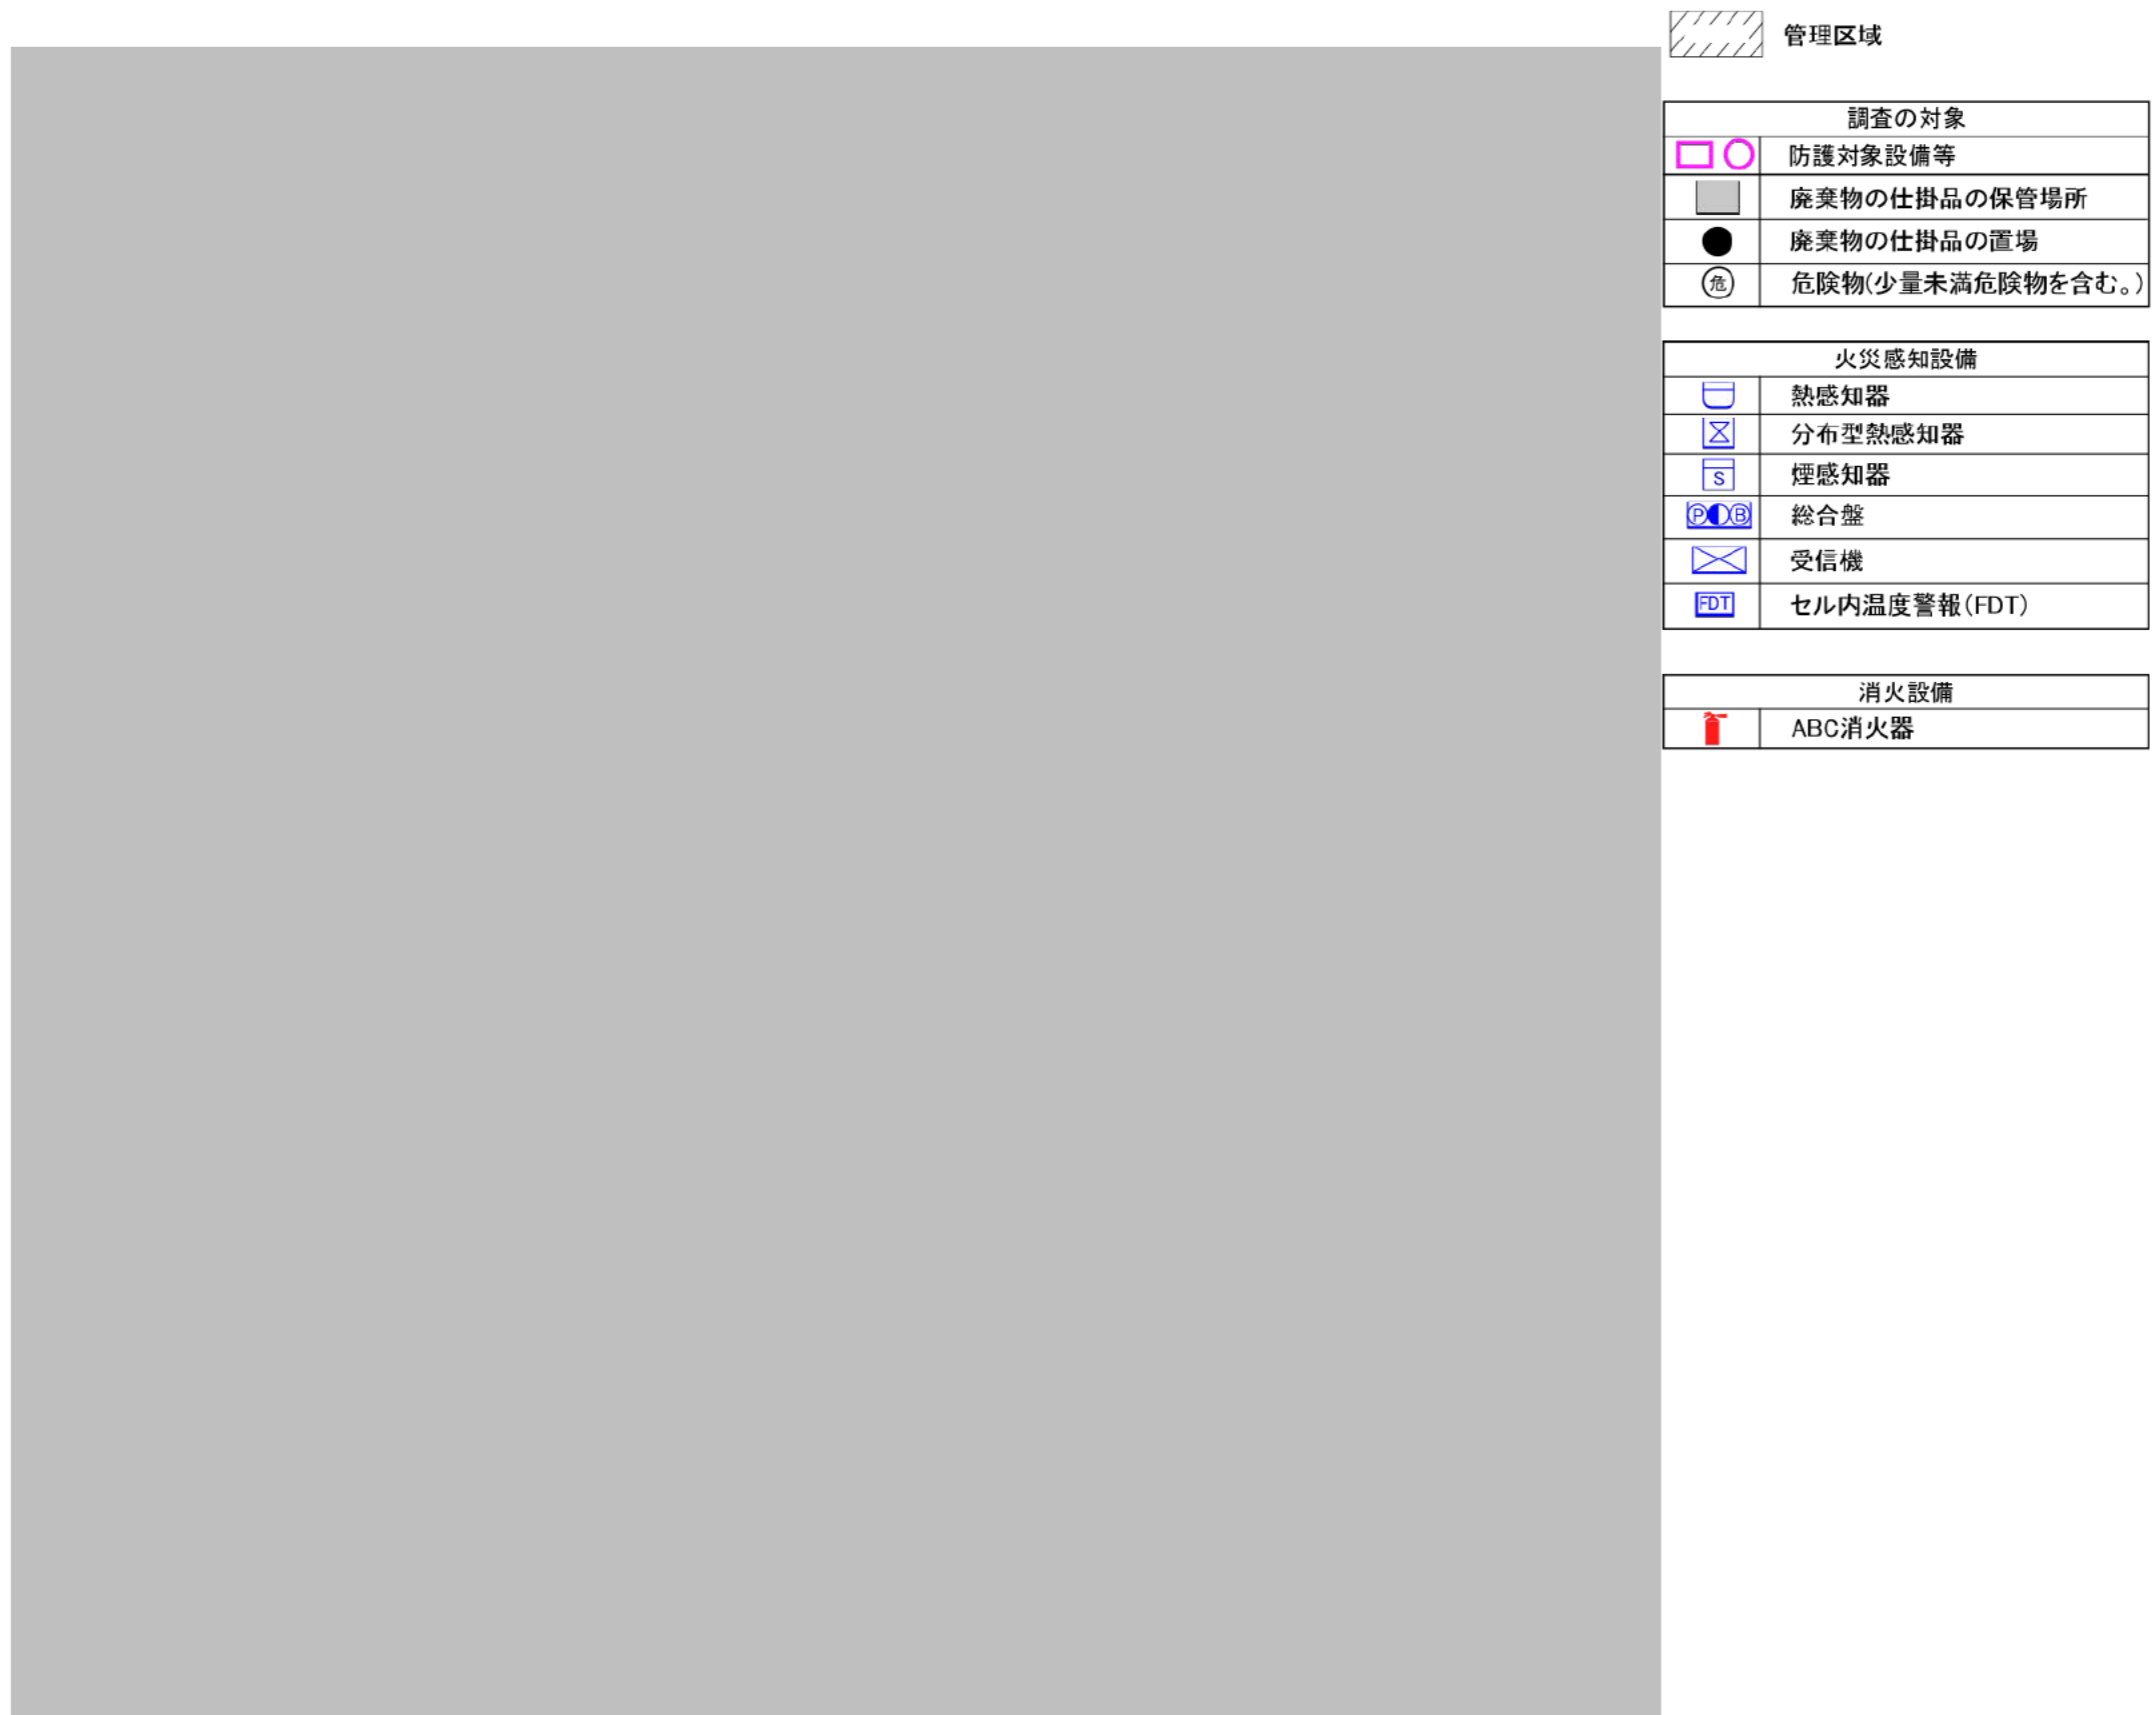 管理区域
調査の対象
防護対象設備等
廃棄物の仕掛品の保管場所
廃棄物の仕掛品の置場
危 危険物(少量未満危険物を含む。)
火災感知設備
熱感知器
分布型熱感知器
S 煙感知器
P B 総合盤
受信機
FDT セル内温度警報(FDT)
消火設備
ABC消火器